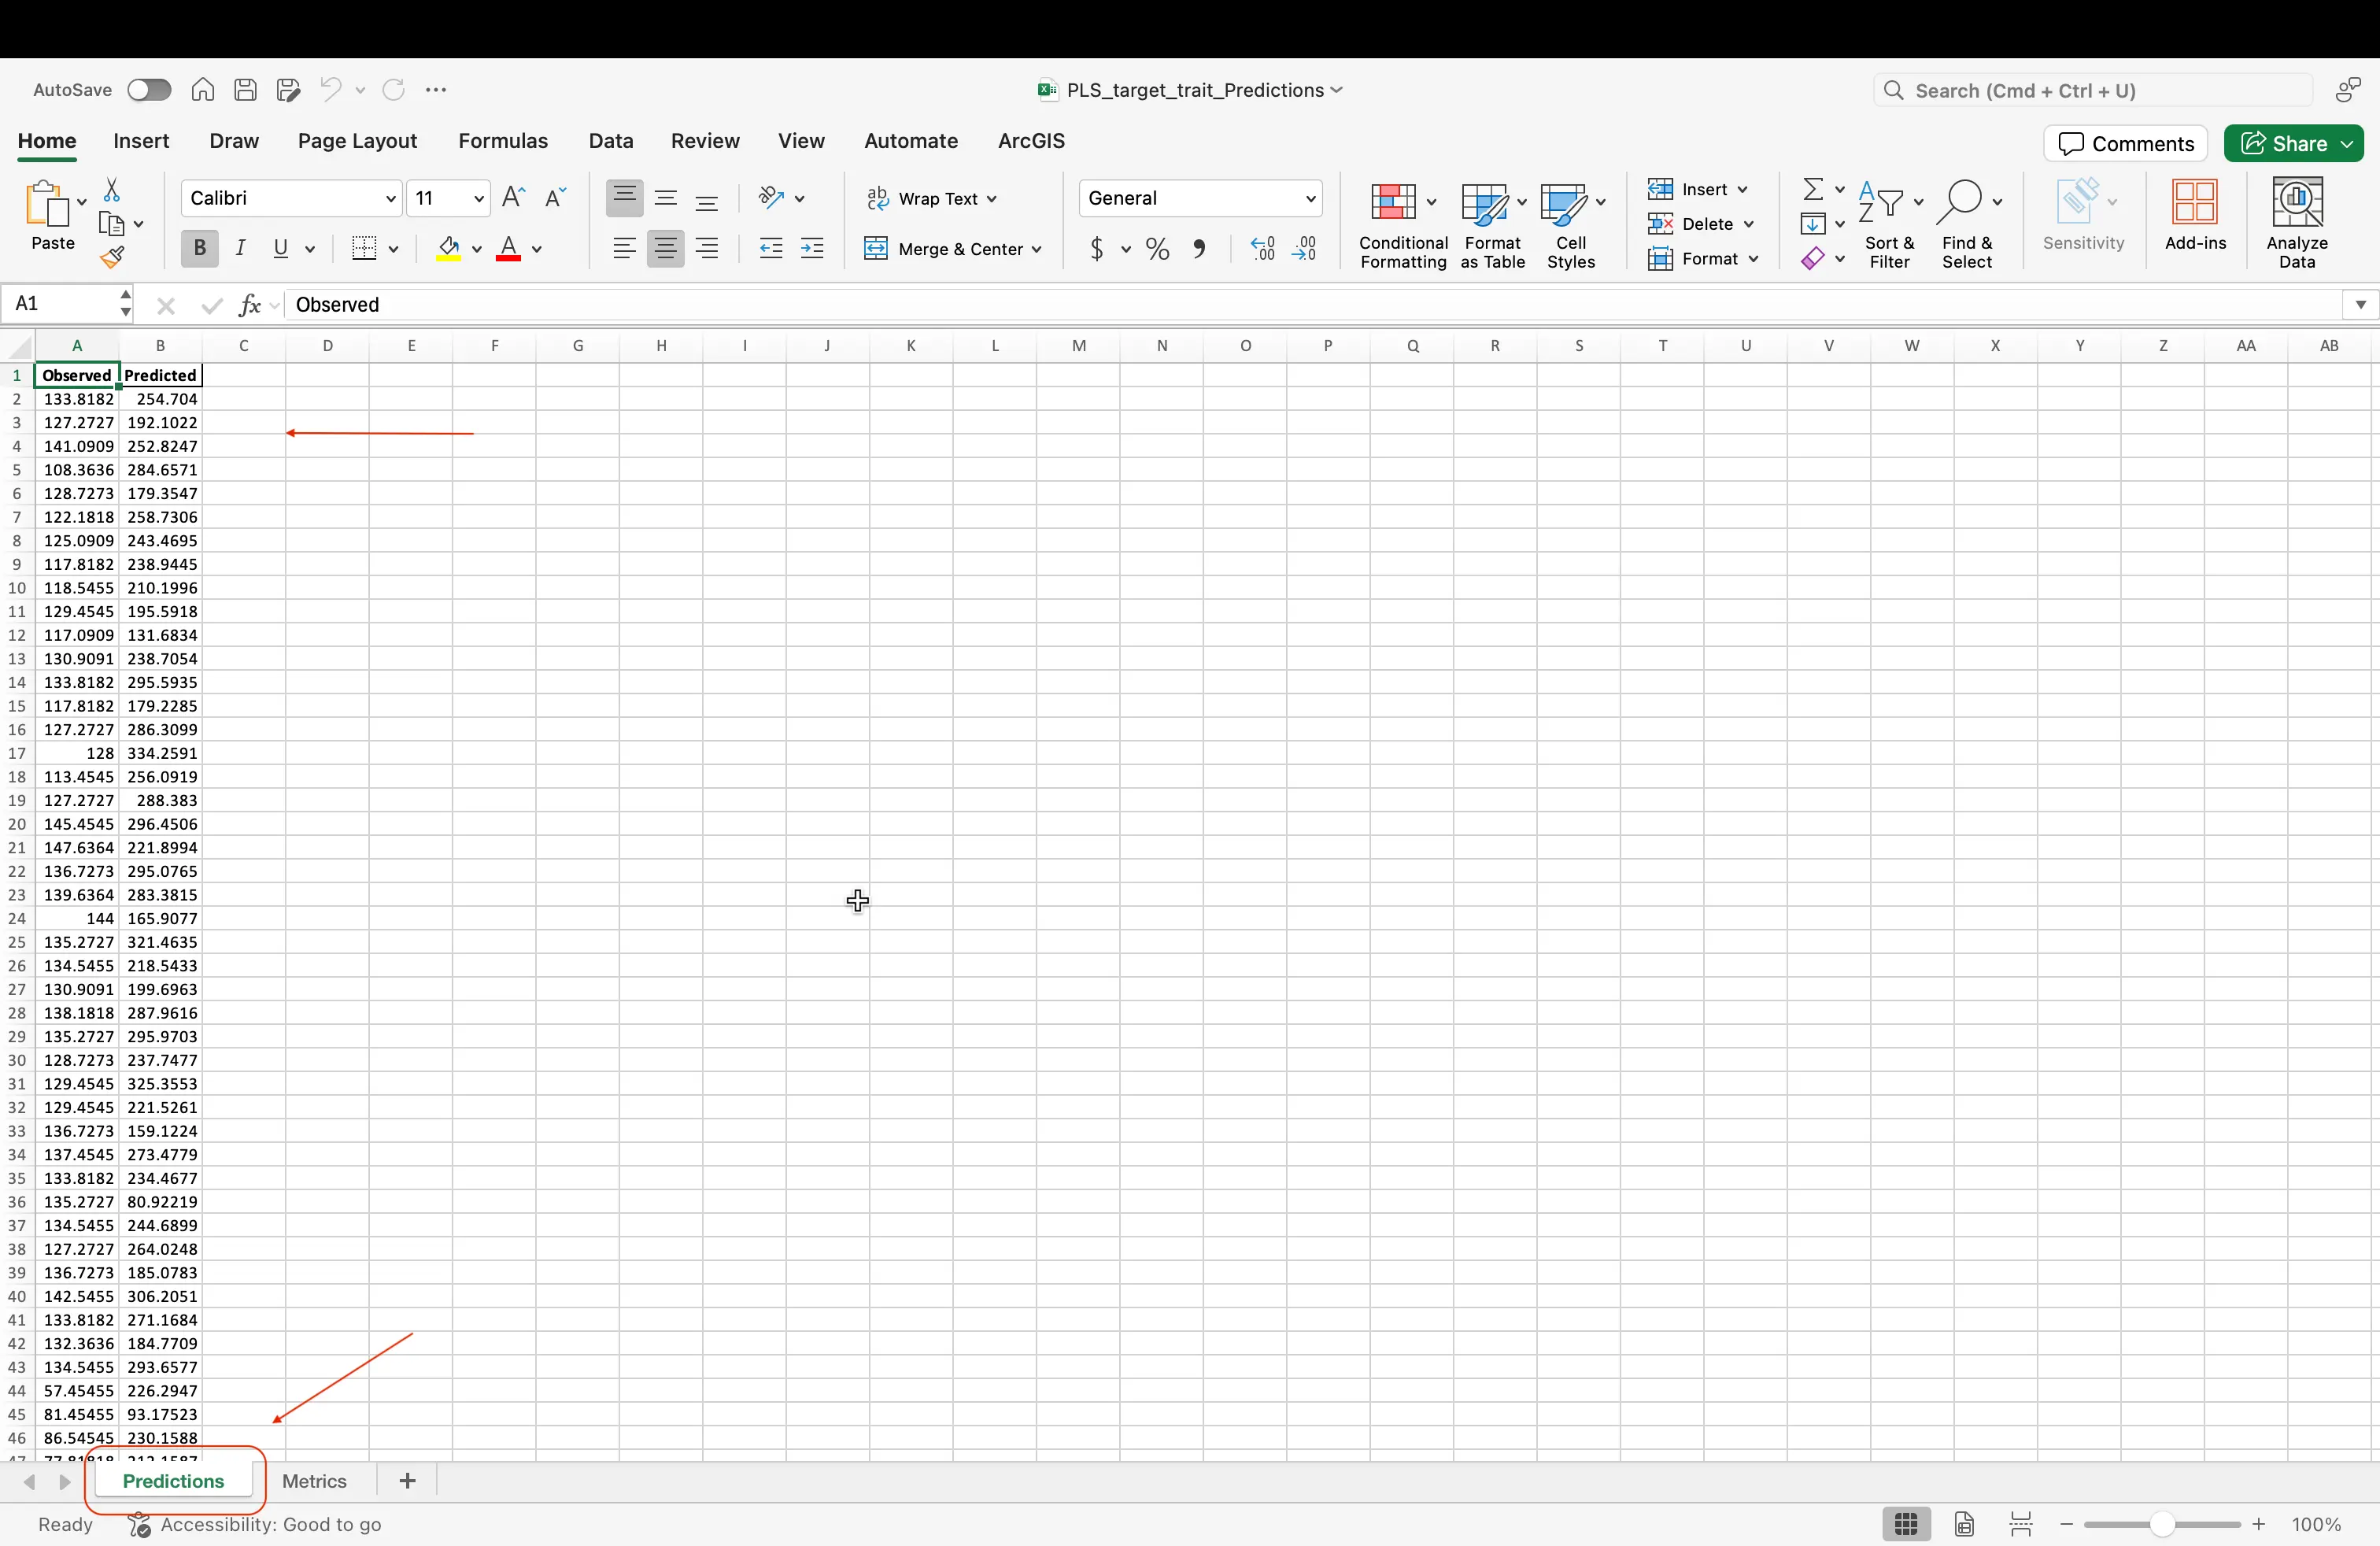 AutoSave
PLS_target_trait_Predictions
Search (Cmd + Ctrl + U)
Home Insert Draw Page Layout Formulas Data Review View Automate ArcGIS
Comments Share
Paste
Calibri 11
Wrap Text
Merge & Center
General
Conditional Formatting
Format as Table
Cell Styles
Insert
Delete
Format
Sort & Filter
Find & Select
Sensitivity
Add-ins
Analyze Data
A1 fx Observed
A B C D E F G H I J K L M N O P Q R S T U V W X Y Z AA AB
1 Observed Predicted
2 133.8182 254.704
3 127.2727 192.1022
4 141.0909 252.8247
5 108.3636 284.6571
6 128.7273 179.3547
7 122.1818 258.7306
8 125.0909 243.4695
9 117.8182 238.9445
10 118.5455 210.1996
11 129.4545 195.5918
12 117.0909 131.6834
13 130.9091 238.7054
14 133.8182 295.5935
15 117.8182 179.2285
16 127.2727 286.3099
17 128 334.2591
18 113.4545 256.0919
19 127.2727 288.383
20 145.4545 296.4506
21 147.6364 221.8994
22 136.7273 295.0765
23 139.6364 283.3815
24 144 165.9077
25 135.2727 321.4635
26 134.5455 218.5433
27 130.9091 199.6963
28 138.1818 287.9616
29 135.2727 295.9703
30 128.7273 237.7477
31 129.4545 325.3553
32 129.4545 221.5261
33 136.7273 159.1224
34 137.4545 273.4779
35 133.8182 234.4677
36 135.2727 80.92219
37 134.5455 244.6899
38 127.2727 264.0248
39 136.7273 185.0783
40 142.5455 306.2051
41 133.8182 271.1684
42 132.3636 184.7709
43 134.5455 293.6577
44 57.45455 226.2947
45 81.45455 93.17523
46 86.54545 230.1588
Predictions Metrics +
Ready Accessibility: Good to go
100%